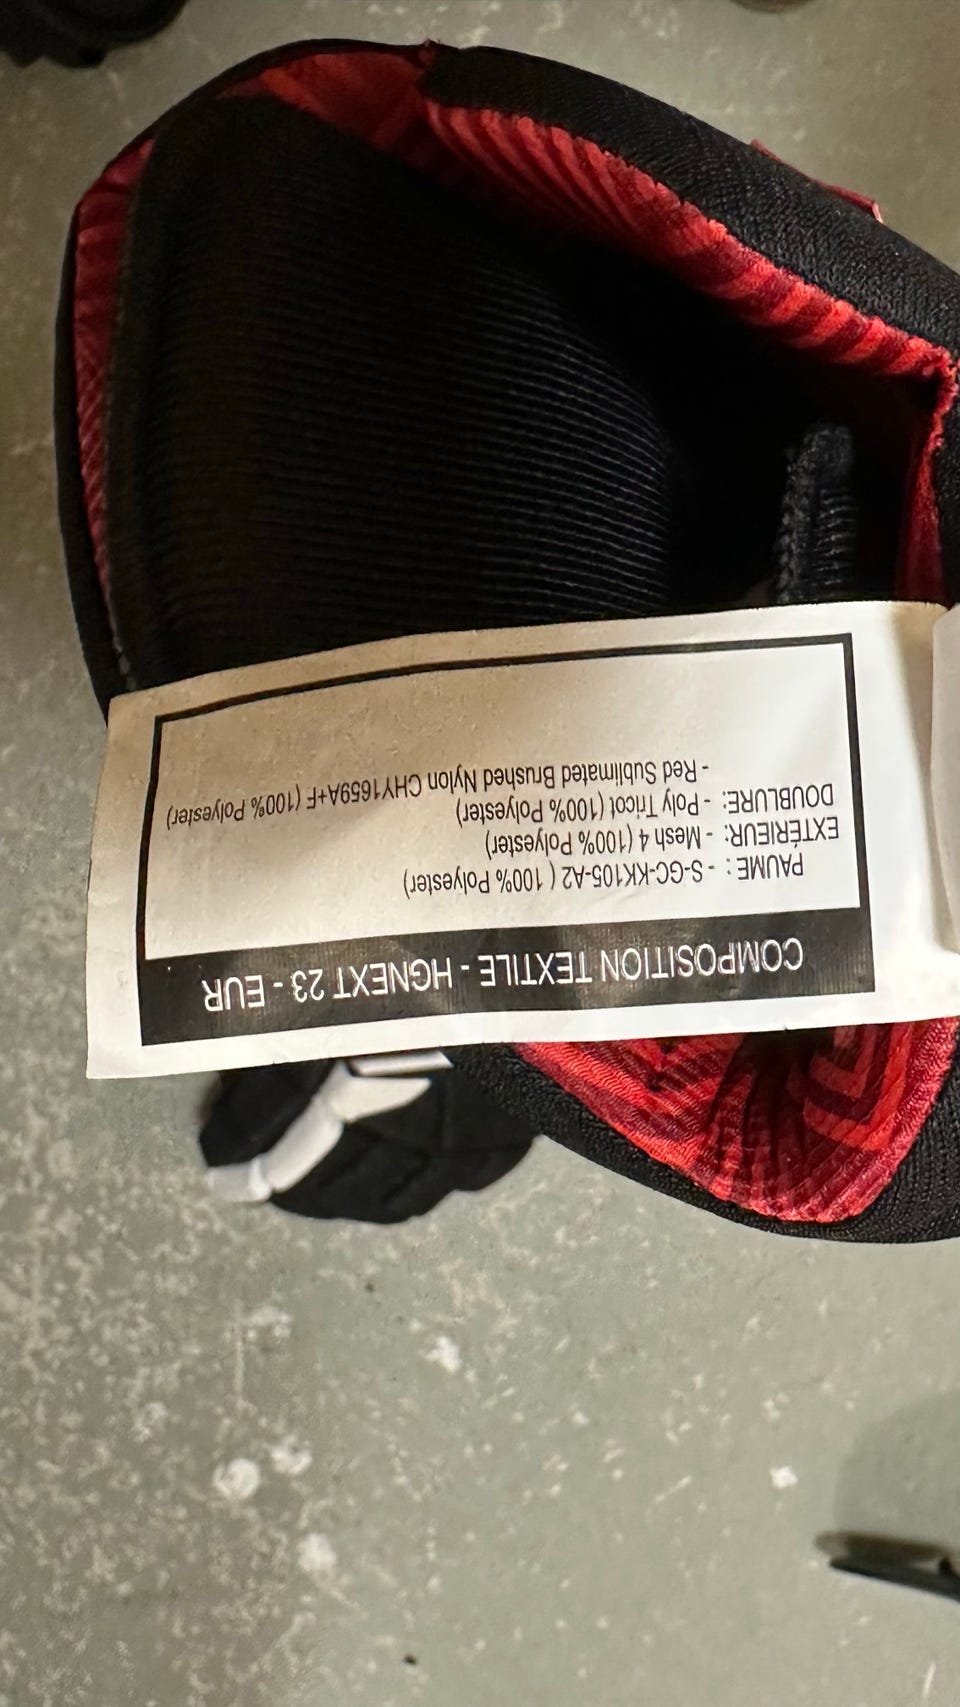 COMPOSITION TEXTILE - HGNEXT 23 - EUR
PAUME : - S-GC-KK105-A2 ( 100% Polyester)
EXTÉRIEUR: - Mesh 4 (100% Polyester)
DOUBLURE: - Poly Tricot (100% Polyester)
- Red Sublimated Brushed Nylon CHY1659A+F (100% Polyester)